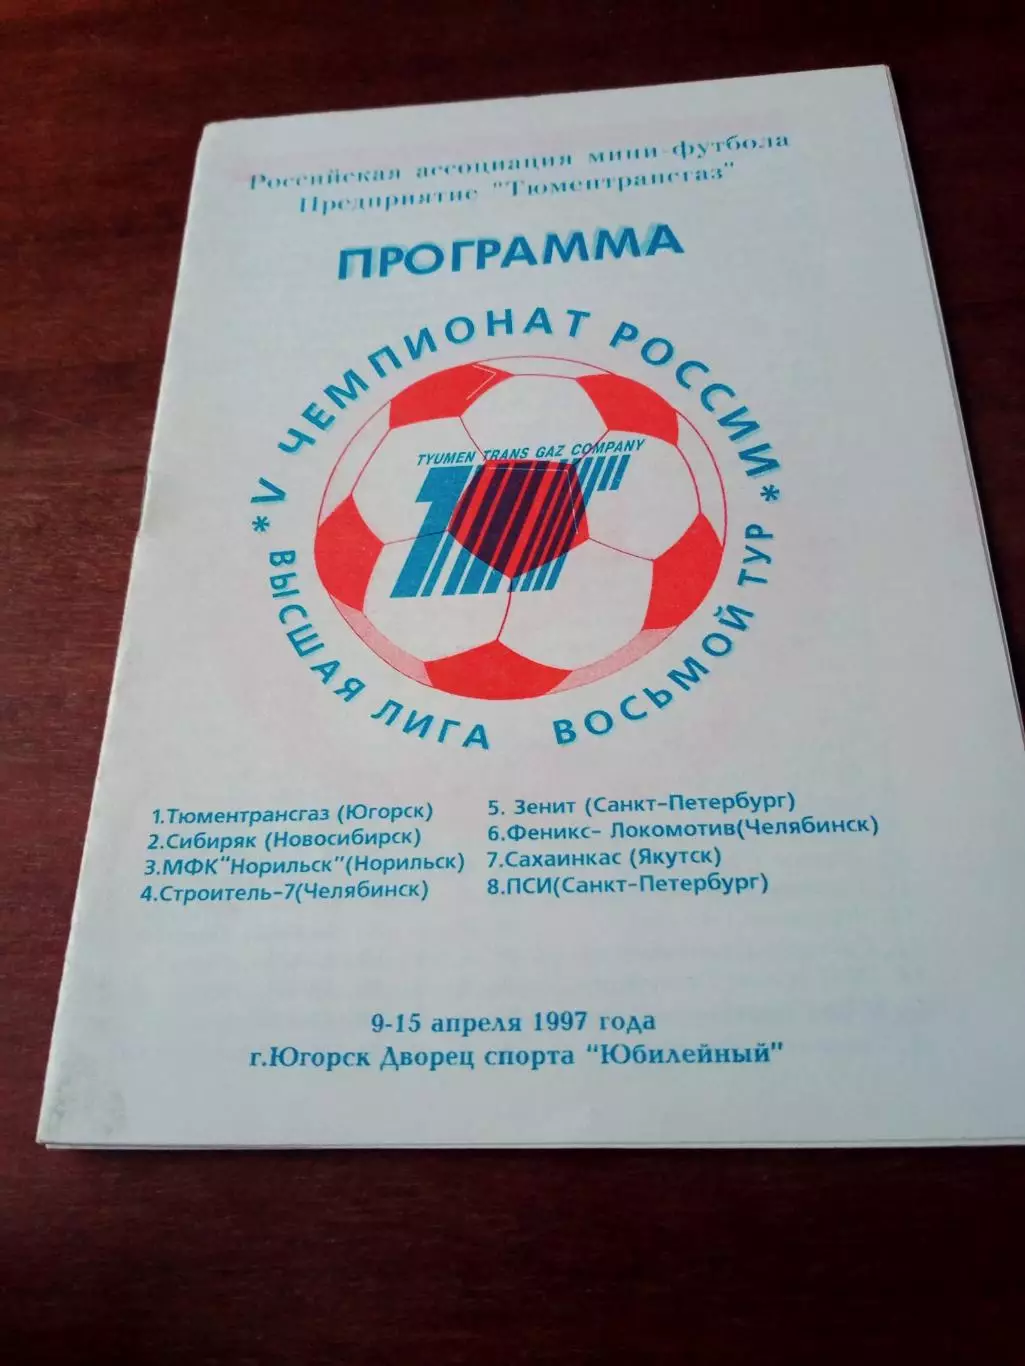 Российская ассоциация мини-футбола
Предприятие "Тюментрансгаз"
ПРОГРАММА
* V ЧЕМПИОНАТ РОССИИ *
TYUMEN TRANS GAZ COMPANY
ВЫСШАЯ ЛИГА ВОСЬМОЙ ТУР
1.Тюментрансгаз (Югорск)
2.Сибиряк (Новосибирск)
3.МФК"Норильск"(Норильск)
4.Строитель-7(Челябинск)
5. Зенит (Санкт-Петербург)
6.Феникс- Локомотив(Челябинск)
7.Сахаинкас (Якутск)
8.ПСИ(Санкт-Петербург)
9-15 апреля 1997 года
г.Югорск Дворец спорта "Юбилейный"